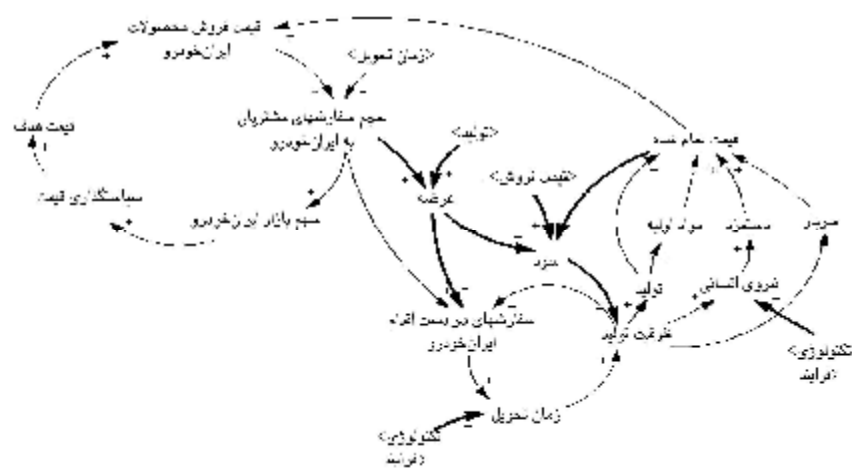 قیمت فروش محصولات
ایران‌خودرو
<زمان تحویل>
سهم سفارشهای مشتریان
به ایران‌خودرو
<تولید>
قیمت تمام شده
قیمت هدف
<قیمت فروش>
عرضه
سیاستگذاری قیمت
سهم بازار ایران‌خودرو
سود
مواد اولیه
دستمزد
سربار
تولید
نیروی انسانی
سفارشهای در دست اقدام
ایران‌خودرو
ظرفیت تولید
<تکنولوژی
فرایند>
زمان تحویل
<تکنولوژی
فرایند>